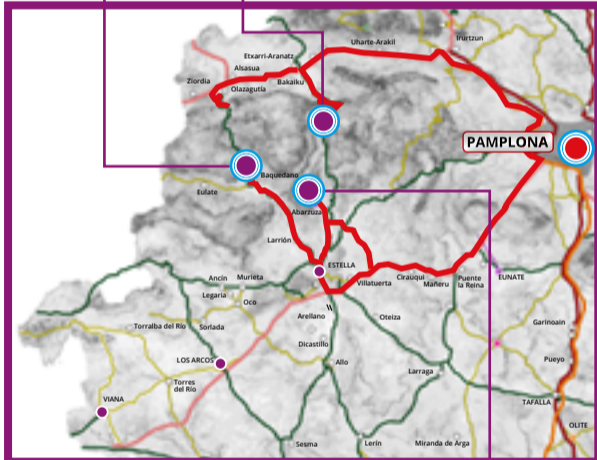 Irurtzun
Uharte-Arakil
Etxarri-Aranatz
Alsasua
Ziordia
Bakaiku
Olazagutía
PAMPLONA
Baquedano
Eulate
Abarzuza
Larrión
ESTELLA
Ancín
Murieta
Villatuerta
Cirauqui
Mañeru
Puente
la Reina
EUNATE
Legaria
Oco
Arellano
Oteiza
Torralba del Río
Sorlada
Garinoain
Dicastillo
LOS ARCOS
Allo
Pueyo
Larraga
Torres
del Río
VIANA
TAFALLA
OLITE
Sesma
Lerín
Miranda de Arga